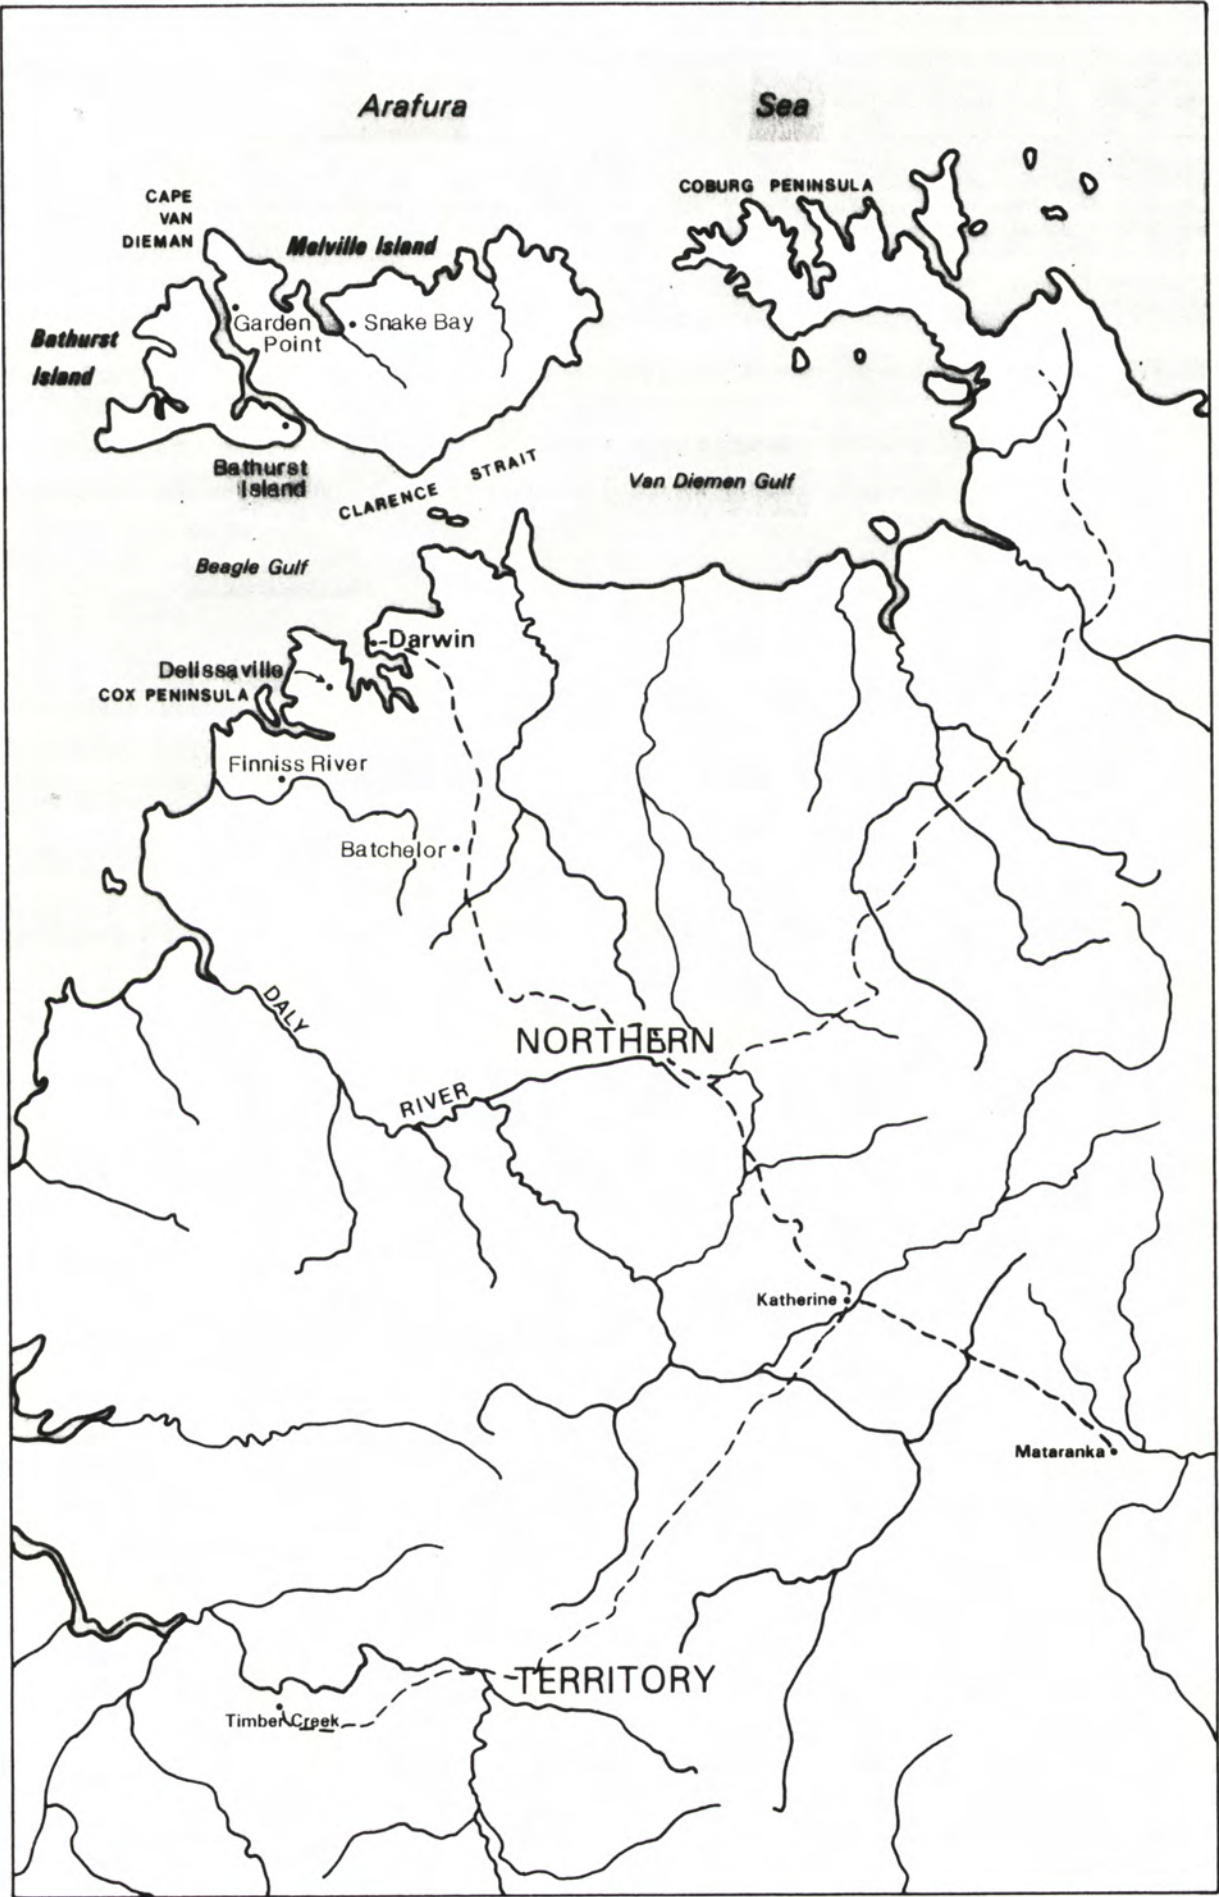 Arafura Sea
COBURG PENINSULA
CAPE
VAN
DIEMAN
Melville Island
Garden
Point
Snake Bay
Bathurst
Island
Bathurst
Island
CLARENCE STRAIT
Van Diemen Gulf
Beagle Gulf
Darwin
Delissaville
COX PENINSULA
Finniss River
Batchelor
DALY
RIVER
NORTHERN
Katherine
Mataranka
TERRITORY
Timber Creek